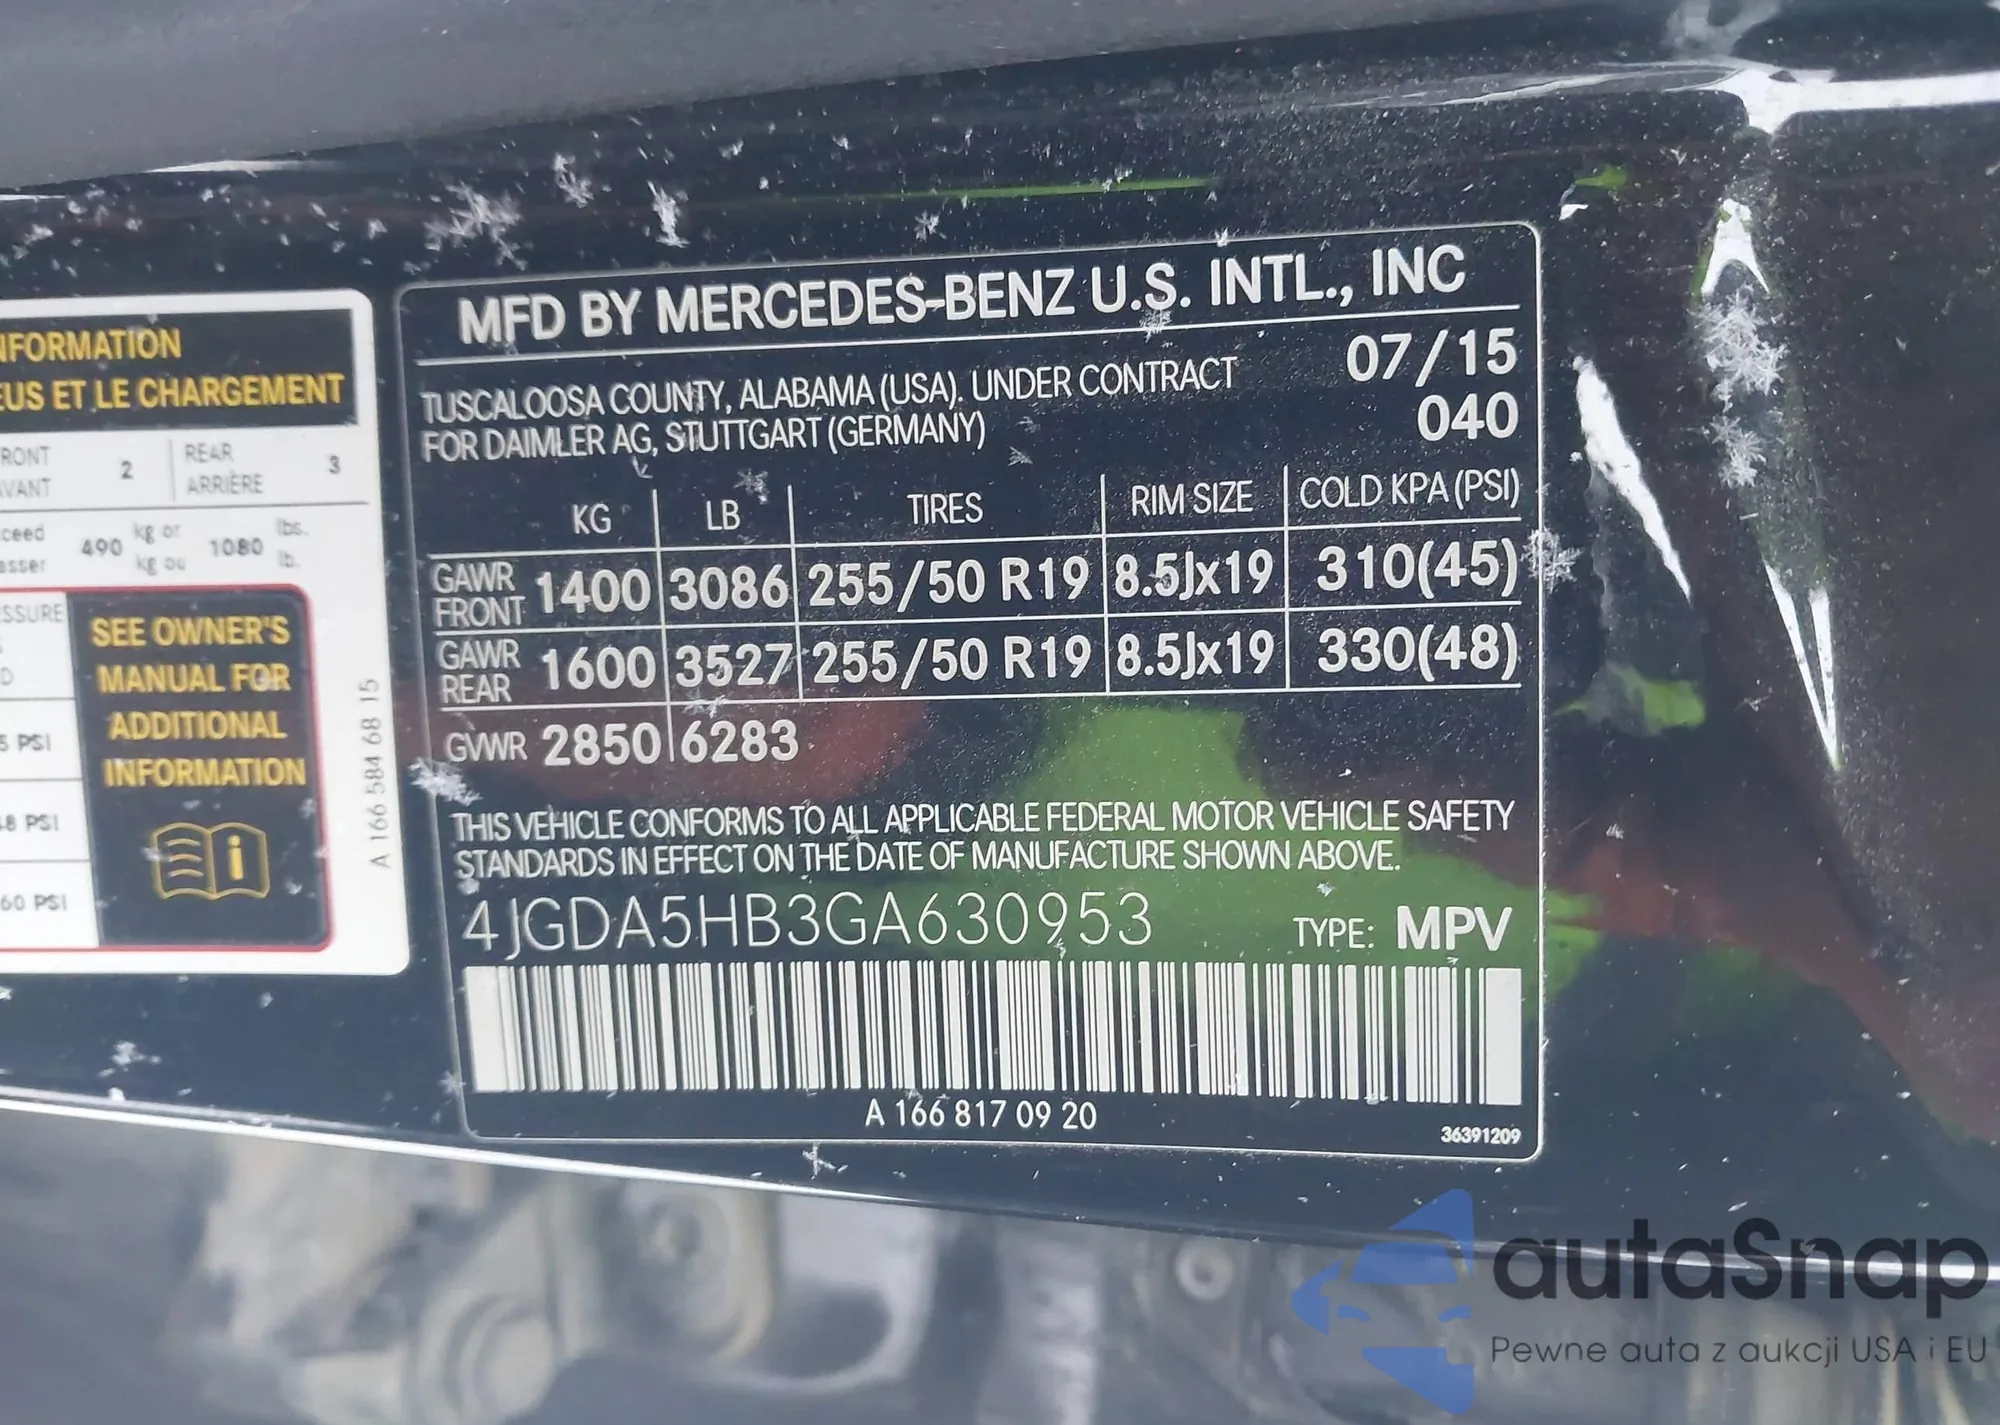 NFORMATION
EUS ET LE CHARGEMENT
RONT
VANT
2
REAR
ARRIÈRE
3
xceed
asser
490
kg or
kg ou
1080
lbs.
lb.
SSURE
D
SEE OWNER'S
MANUAL FOR
ADDITIONAL
INFORMATION
5 PSI
48 PSI
60 PSI
A 166 584 68 15
MFD BY MERCEDES-BENZ U.S. INTL., INC
TUSCALOOSA COUNTY, ALABAMA (USA). UNDER CONTRACT
FOR DAIMLER AG, STUTTGART (GERMANY)
07/15
040
KG LB TIRES RIM SIZE COLD KPA (PSI)
GAWR FRONT 1400 3086 255/50 R19 8.5Jx19 310(45)
GAWR REAR 1600 3527 255/50 R19 8.5Jx19 330(48)
GVWR 2850 6283
THIS VEHICLE CONFORMS TO ALL APPLICABLE FEDERAL MOTOR VEHICLE SAFETY
STANDARDS IN EFFECT ON THE DATE OF MANUFACTURE SHOWN ABOVE.
4JGDA5HB3GA630953 TYPE: MPV
A 166 817 09 20
36391209
autaSnap
Pewne auta z aukcji USA i EU